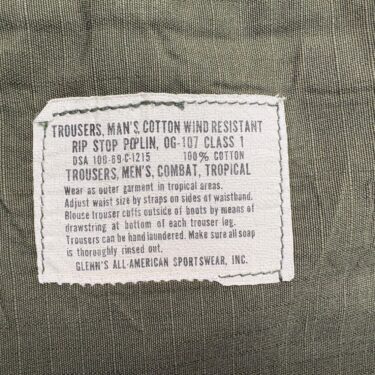 TROUSERS, MAN'S, COTTON WIND RESISTANT
RIP STOP POPLIN, OG-107 CLASS 1
DSA 100-69-C-1215 100% COTTON
TROUSERS, MEN'S, COMBAT, TROPICAL
Wear as outer garment in tropical areas.
Adjust waist size by straps on sides of waistband.
Blouse trouser cuffs outside of boots by means of
drawstring at bottom of each trouser leg.
Trousers can be hand laundered. Make sure all soap
is thoroughly rinsed out.
GLENN'S ALL-AMERICAN SPORTSWEAR, INC.